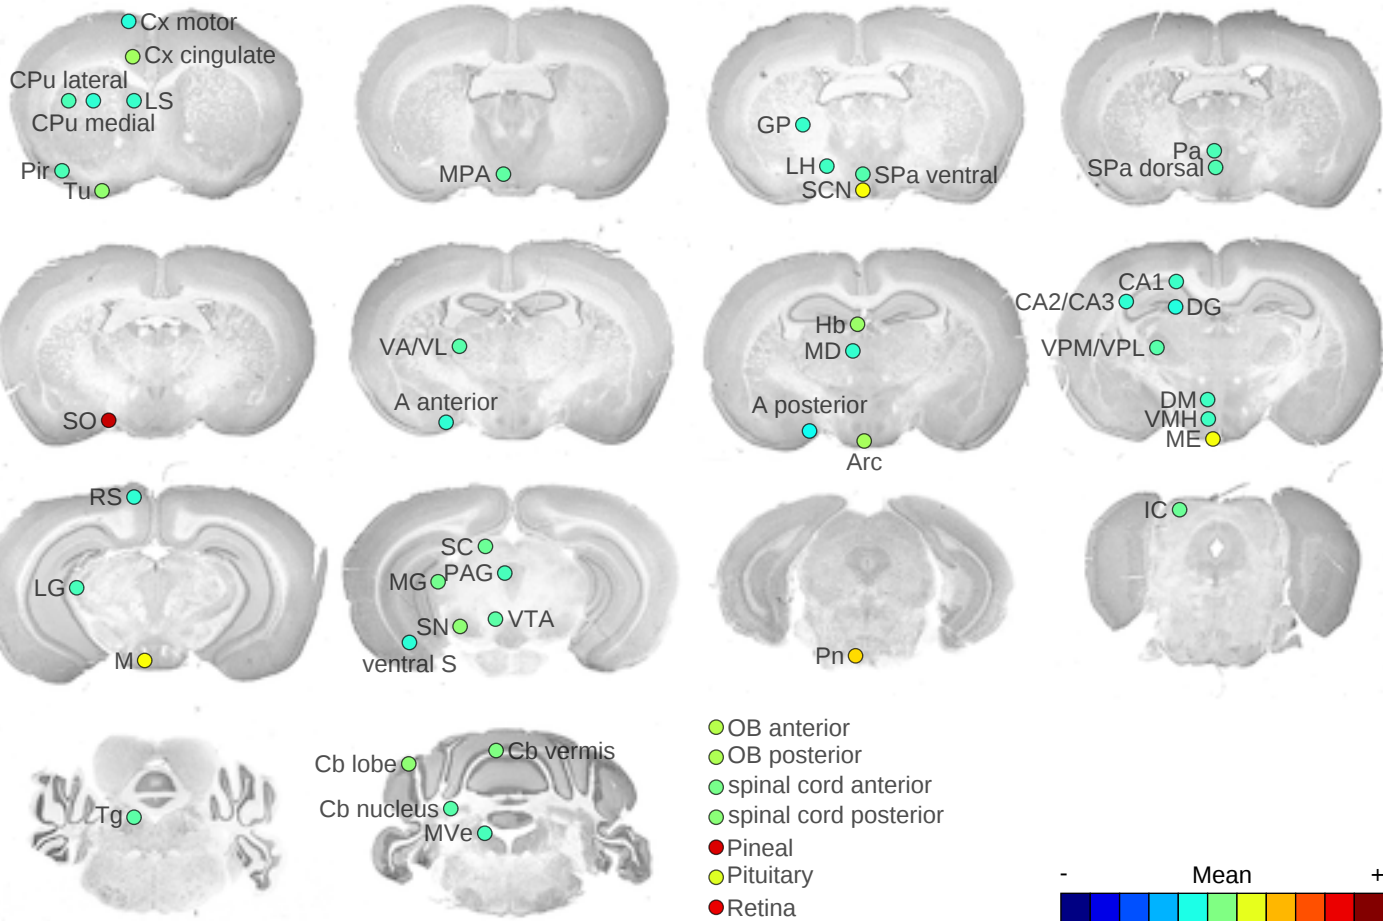 Cx motor
Cx cingulate
CPu lateral
LS
CPu medial
Pir
Tu
MPA
GP
LH
SPa ventral
SCN
Pa
SPa dorsal
SO
VA/VL
A anterior
Hb
MD
A posterior
Arc
CA1
CA2/CA3
DG
VPM/VPL
DM
VMH
ME
RS
LG
M
SC
MG
PAG
SN
VTA
ventral S
Pn
IC
Tg
Cb vermis
Cb lobe
Cb nucleus
MVe
OB anterior
OB posterior
spinal cord anterior
spinal cord posterior
Pineal
Pituitary
Retina
- Mean +